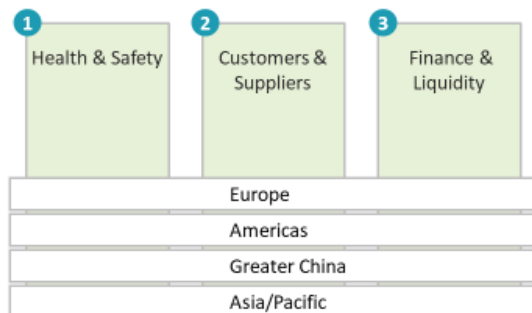 1
Health & Safety
2
Customers &
Suppliers
3
Finance &
Liquidity
Europe
Americas
Greater China
Asia/Pacific